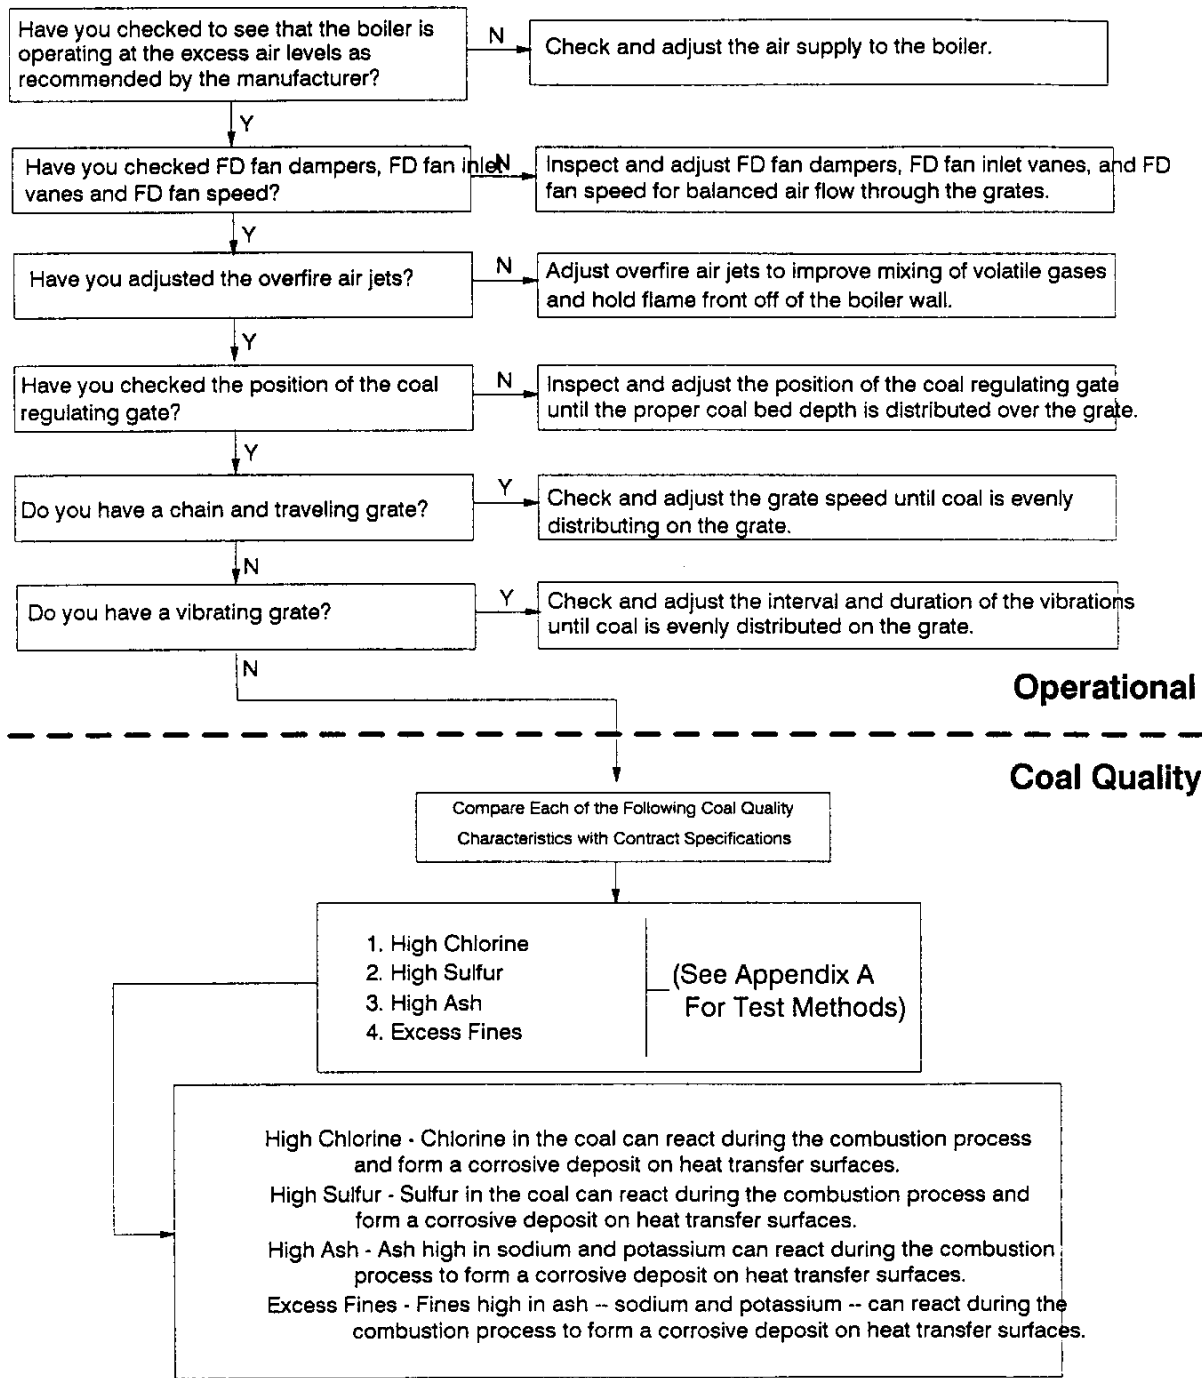 Have you checked to see that the boiler is
operating at the excess air levels as
recommended by the manufacturer?
N
Check and adjust the air supply to the boiler.
Y
Have you checked FD fan dampers, FD fan inlet
vanes and FD fan speed?
N
Inspect and adjust FD fan dampers, FD fan inlet vanes, and FD
fan speed for balanced air flow through the grates.
Y
Have you adjusted the overfire air jets?
N
Adjust overfire air jets to improve mixing of volatile gases
and hold flame front off of the boiler wall.
Y
Have you checked the position of the coal
regulating gate?
N
Inspect and adjust the position of the coal regulating gate
until the proper coal bed depth is distributed over the grate.
Y
Do you have a chain and traveling grate?
Y
Check and adjust the grate speed until coal is evenly
distributing on the grate.
N
Do you have a vibrating grate?
Y
Check and adjust the interval and duration of the vibrations
until coal is evenly distributed on the grate.
N
Operational
Coal Quality
Compare Each of the Following Coal Quality
Characteristics with Contract Specifications
1. High Chlorine
2. High Sulfur
3. High Ash
4. Excess Fines
(See Appendix A
For Test Methods)
High Chlorine - Chlorine in the coal can react during the combustion process
and form a corrosive deposit on heat transfer surfaces.
High Sulfur - Sulfur in the coal can react during the combustion process and
form a corrosive deposit on heat transfer surfaces.
High Ash - Ash high in sodium and potassium can react during the combustion
process to form a corrosive deposit on heat transfer surfaces.
Excess Fines - Fines high in ash -- sodium and potassium -- can react during the
combustion process to form a corrosive deposit on heat transfer surfaces.